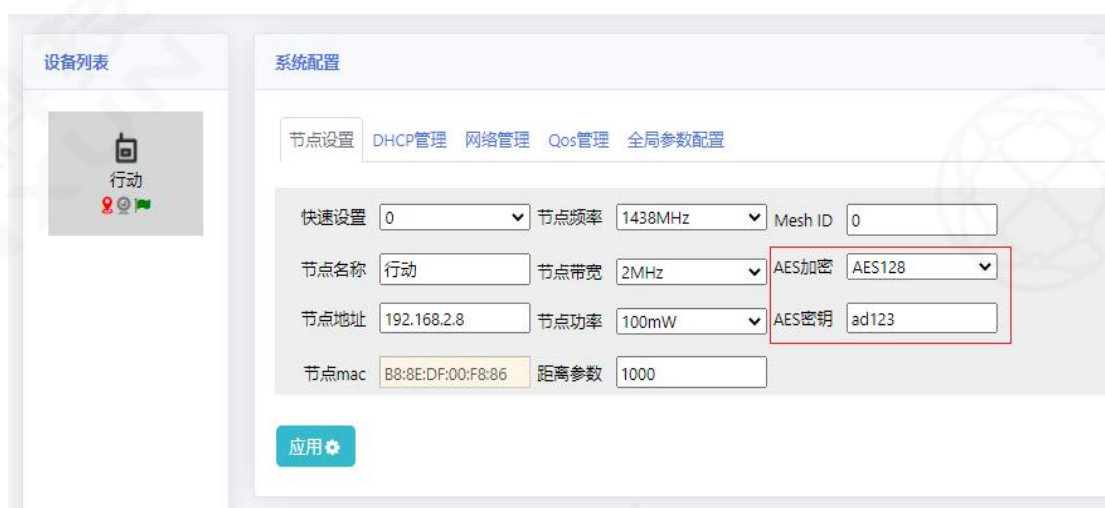 设备列表
行动
系统配置
节点设置 DHCP管理 网络管理 Qos管理 全局参数配置
快速设置 0 节点频率 1438MHz Mesh ID 0
节点名称 行动 节点带宽 2MHz AES加密 AES128
节点地址 192.168.2.8 节点功率 100mW AES密钥 ad123
节点mac B8:8E:DF:00:F8:86 距离参数 1000
应用